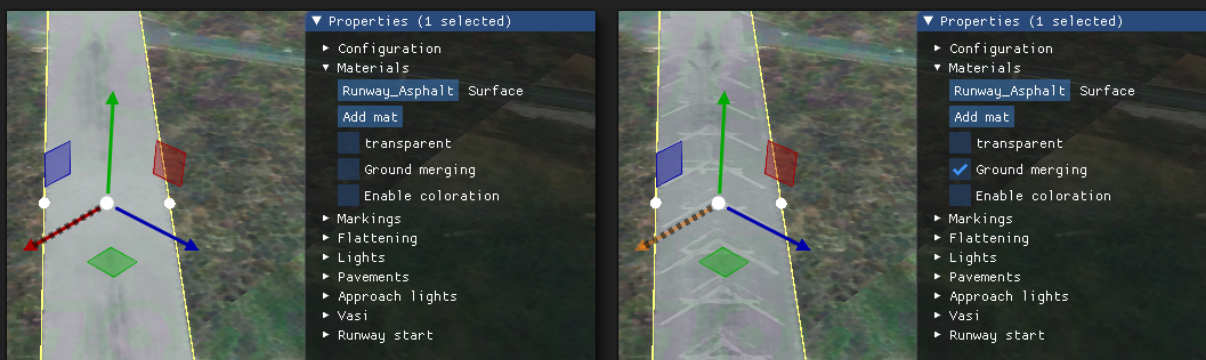 Properties (1 selected)
Configuration
Materials
Runway_Asphalt Surface
Add mat
transparent
Ground merging
Enable coloration
Markings
Flattening
Lights
Pavements
Approach lights
Vasi
Runway start
Properties (1 selected)
Configuration
Materials
Runway_Asphalt Surface
Add mat
transparent
Ground merging
Enable coloration
Markings
Flattening
Lights
Pavements
Approach lights
Vasi
Runway start